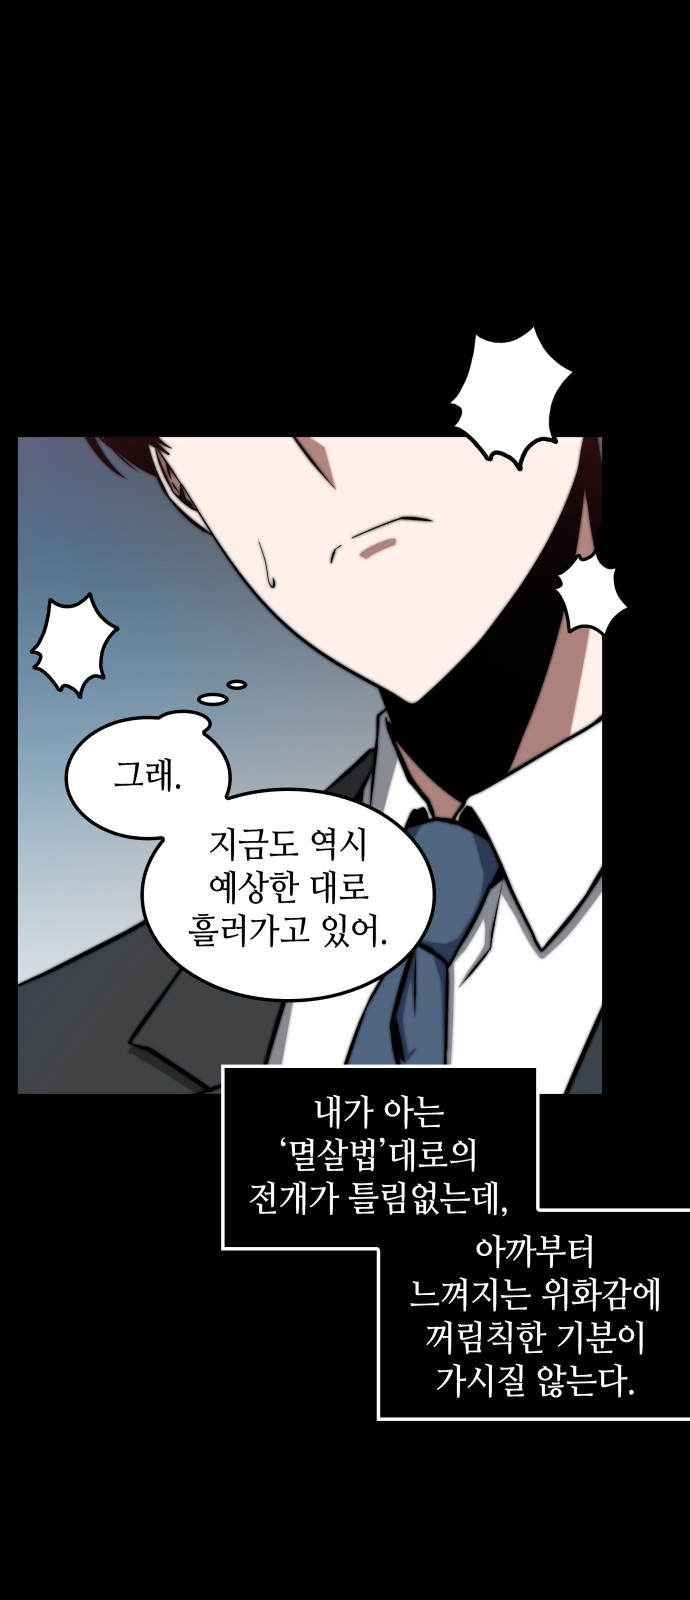 그래.
지금도 역시
예상한 대로
흘러가고 있어.
내가 아는
‘멸살법’대로의
전개가 틀림없는데,
아까부터
느껴지는 위화감에
꺼림칙한 기분이
가시질 않는다.